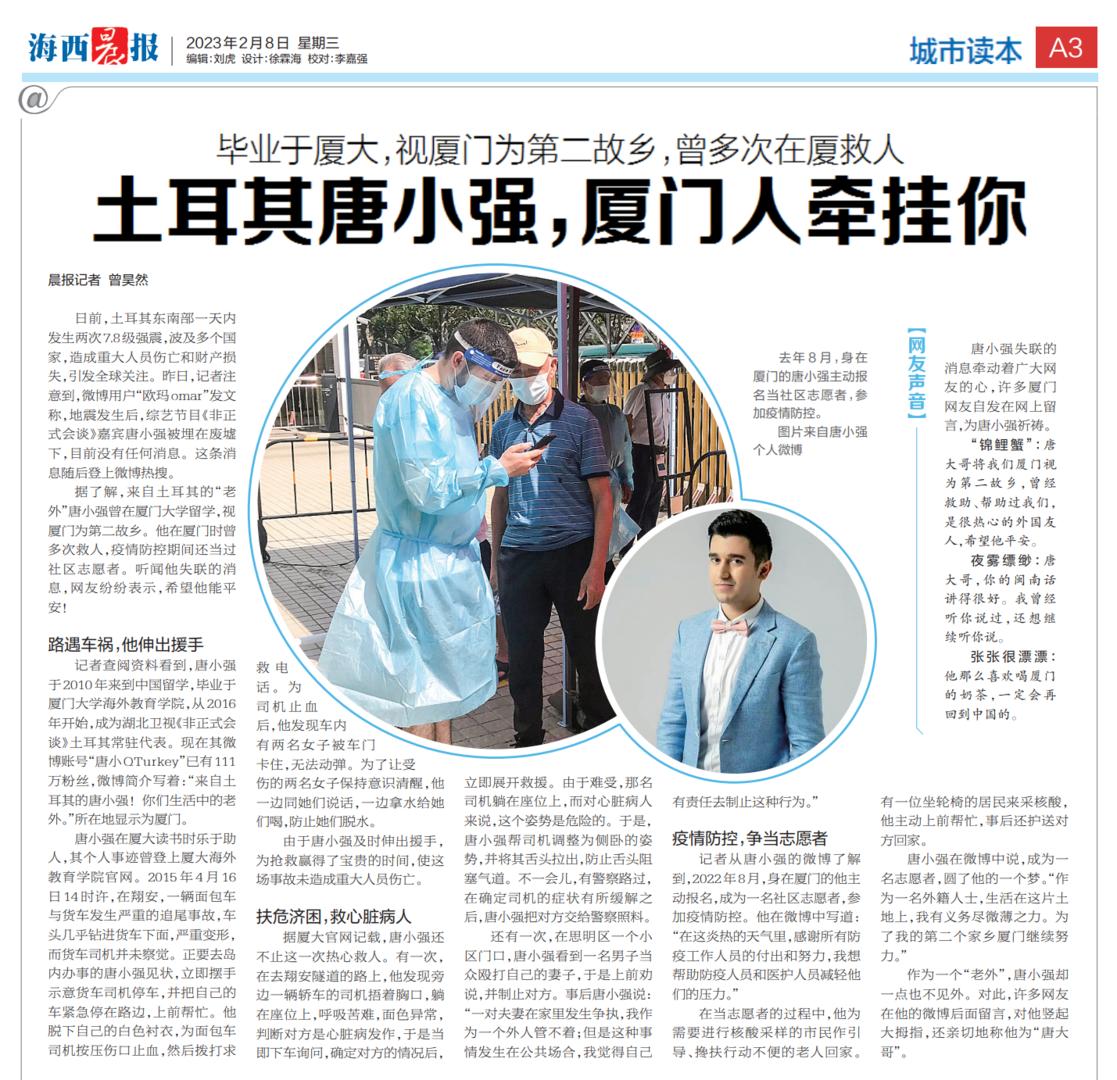 海西晨报
2023年2月8日 星期三
编辑:刘虎 设计:徐霖海 校对:李嘉强
城市读本
A3
@
毕业于厦大,视厦门为第二故乡,曾多次在厦救人
土耳其唐小强,厦门人牵挂你
晨报记者 曾昊然
日前,土耳其东南部一天内
发生两次7.8级强震,波及多个国
家,造成重大人员伤亡和财产损
失,引发全球关注。昨日,记者注
意到,微博用户“欧玛omar”发文
称,地震发生后,综艺节目《非正
式会谈》嘉宾唐小强被埋在废墟
下,目前没有任何消息。这条消
息随后登上微博热搜。
据了解,来自土耳其的“老
外”唐小强曾在厦门大学留学,视
厦门为第二故乡。他在厦门时曾
多次救人,疫情防控期间还当过
社区志愿者。听闻他失联的消
息,网友纷纷表示,希望他能平
安!
路遇车祸,他伸出援手
记者查阅资料看到,唐小强
于2010年来到中国留学,毕业于
厦门大学海外教育学院,从2016
年开始,成为湖北卫视《非正式会
谈》土耳其常驻代表。现在其微
博账号“唐小QTurkey”已有111
万粉丝,微博简介写着:“来自土
耳其的唐小强!你们生活中的老
外。”所在地显示为厦门。
唐小强在厦大读书时乐于助
人,其个人事迹曾登上厦大海外
教育学院官网。2015年4月16
日14时许,在翔安,一辆面包车
与货车发生严重的追尾事故,车
头几乎钻进货车下面,严重变形,
而货车司机并未察觉。正要去岛
内办事的唐小强见状,立即摆手
示意货车司机停车,并把自己的
车紧急停在路边,上前帮忙。他
脱下自己的白色衬衣,为面包车
司机按压伤口止血,然后拨打求
救电
话。为
司机止血
后,他发现车内
有两名女子被车门
卡住,无法动弹。为了让受
伤的两名女子保持意识清醒,他
一边同她们说话,一边拿水给她
们喝,防止她们脱水。
由于唐小强及时伸出援手,
为抢救赢得了宝贵的时间,使这
场事故未造成重大人员伤亡。
扶危济困,救心脏病人
据厦大官网记载,唐小强还
不止这一次热心救人。有一次,
在去翔安隧道的路上,他发现旁
边一辆轿车的司机捂着胸口,躺
在座位上,呼吸苦难,面色异常,
判断对方是心脏病发作,于是当
即下车询问,确定对方的情况后,
立即展开救援。由于难受,那名
司机躺在座位上,而对心脏病人
来说,这个姿势是危险的。于是,
唐小强帮司机调整为侧卧的姿
势,并将其舌头拉出,防止舌头阻
塞气道。不一会儿,有警察路过,
在确定司机的症状有所缓解之
后,唐小强把对方交给警察照料。
还有一次,在思明区一个小
区门口,唐小强看到一名男子当
众殴打自己的妻子,于是上前劝
说,并制止对方。事后唐小强说:
“一对夫妻在家里发生争执,我作
为一个外人管不着;但是这种事
情发生在公共场合,我觉得自己
有责任去制止这种行为。”
疫情防控,争当志愿者
记者从唐小强的微博了解
到,2022年8月,身在厦门的他主
动报名,成为一名社区志愿者,参
加疫情防控。他在微博中写道:
“在这炎热的天气里,感谢所有防
疫工作人员的付出和努力,我想
帮助防疫人员和医护人员减轻他
们的压力。”
在当志愿者的过程中,他为
需要进行核酸采样的市民作引
导、搀扶行动不便的老人回家。
有一位坐轮椅的居民来采核酸,
他主动上前帮忙,事后还护送对
方回家。
唐小强在微博中说,成为一
名志愿者,圆了他的一个梦。“作
为一名外籍人士,生活在这片土
地上,我有义务尽微薄之力。为
了我的第二个家乡厦门继续努
力。”
作为一个“老外”,唐小强却
一点也不见外。对此,许多网友
在他的微博后面留言,对他竖起
大拇指,还亲切地称他为“唐大
哥”。
去年8月,身在
厦门的唐小强主动报
名当社区志愿者,参
加疫情防控。
图片来自唐小强
个人微博
【网友声音】
唐小强失联的
消息牵动着广大网
友的心,许多厦门
网友自发在网上留
言,为唐小强祈祷。
“锦鲤蟹”:唐
大哥将我们厦门视
为第二故乡,曾经
救助、帮助过我们,
是很热心的外国友
人,希望他平安。
夜雾缥缈:唐
大哥,你的闽南话
讲得很好。我曾经
听你说过,还想继
续听你说。
张张很漂漂:
他那么喜欢喝厦门
的奶茶,一定会再
回到中国的。